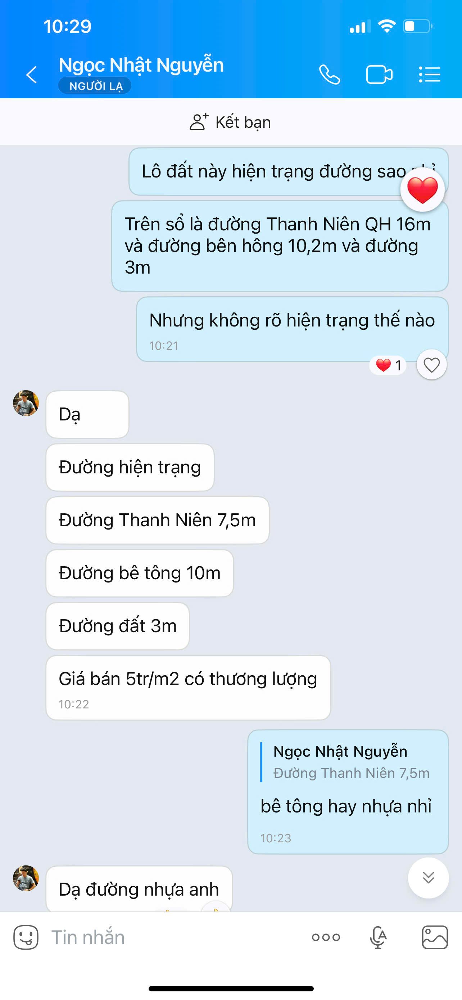 10:29
Ngọc Nhật Nguyễn
NGƯỜI LẠ
Kết bạn
Lô đất này hiện trạng đường sao
Trên sổ là đường Thanh Niên QH 16m
và đường bên hông 10,2m và đường
3m
Nhưng không rõ hiện trạng thế nào
10:21
1
Dạ
Đường hiện trạng
Đường Thanh Niên 7,5m
Đường bê tông 10m
Đường đất 3m
Giá bán 5tr/m2 có thương lượng
10:22
Ngọc Nhật Nguyễn
Đường Thanh Niên 7,5m
bê tông hay nhựa nhỉ
10:23
Dạ đường nhựa anh
Tin nhắn